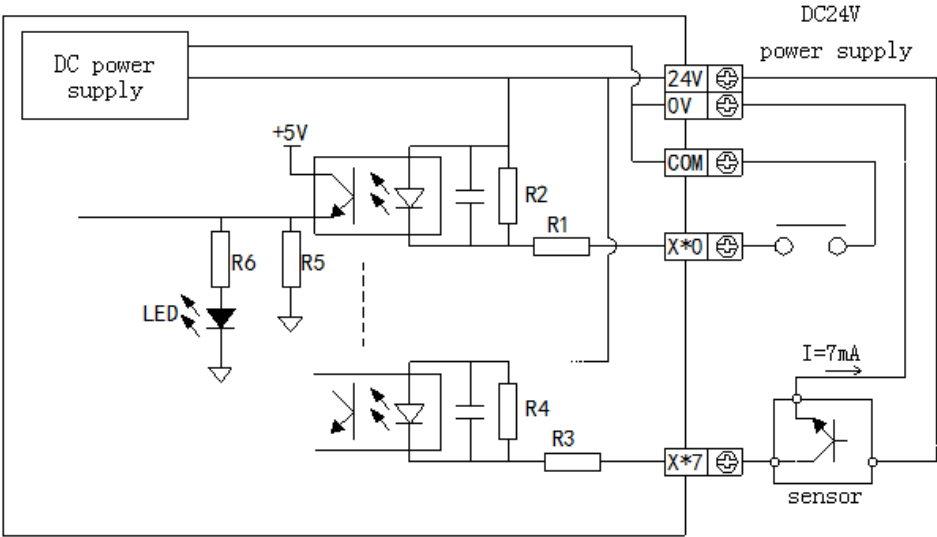 DC24V
power supply
DC power
supply
24V
0V
+5V
COM
R2
R1
X*0
R6
R5
LED
I=7mA
R4
R3
X*7
sensor